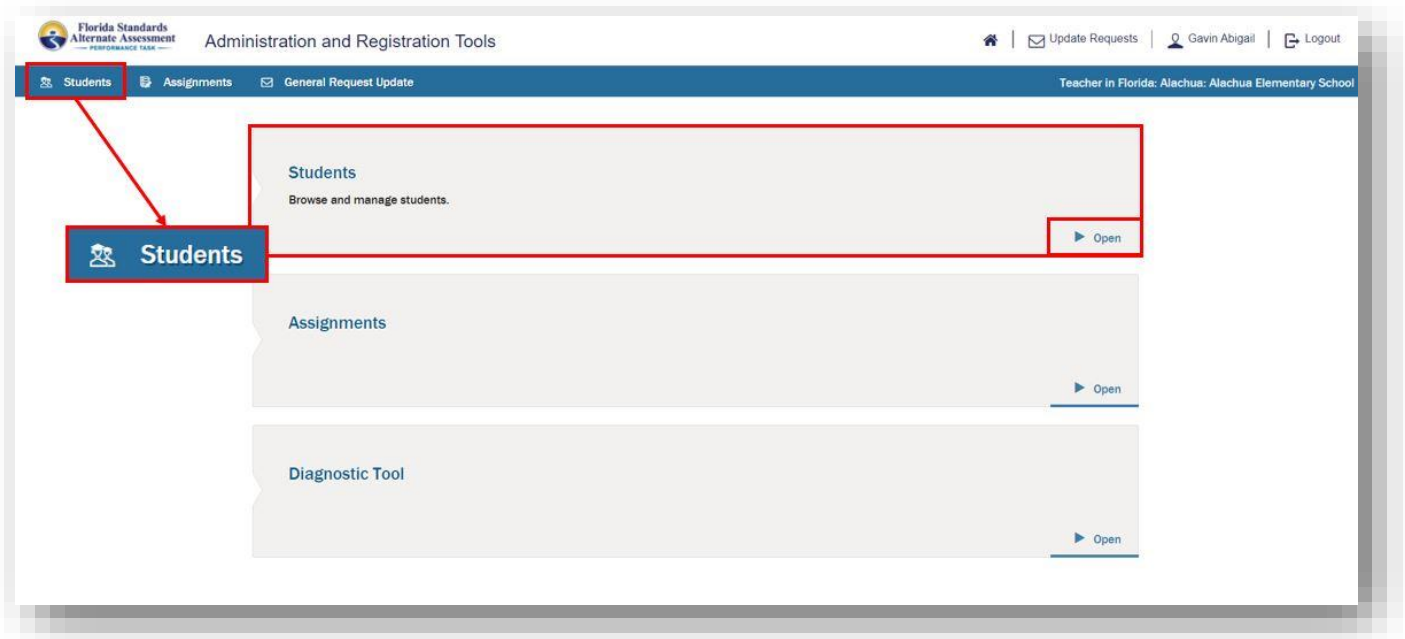 Florida Standards
Alternate Assessment
PERFORMANCE TASK
Administration and Registration Tools
Update Requests
Gavin Abigail
Logout
Students
Assignments
General Request Update
Teacher in Florida: Alachua: Alachua Elementary School
Students
Browse and manage students.
Open
Students
Assignments
Open
Diagnostic Tool
Open